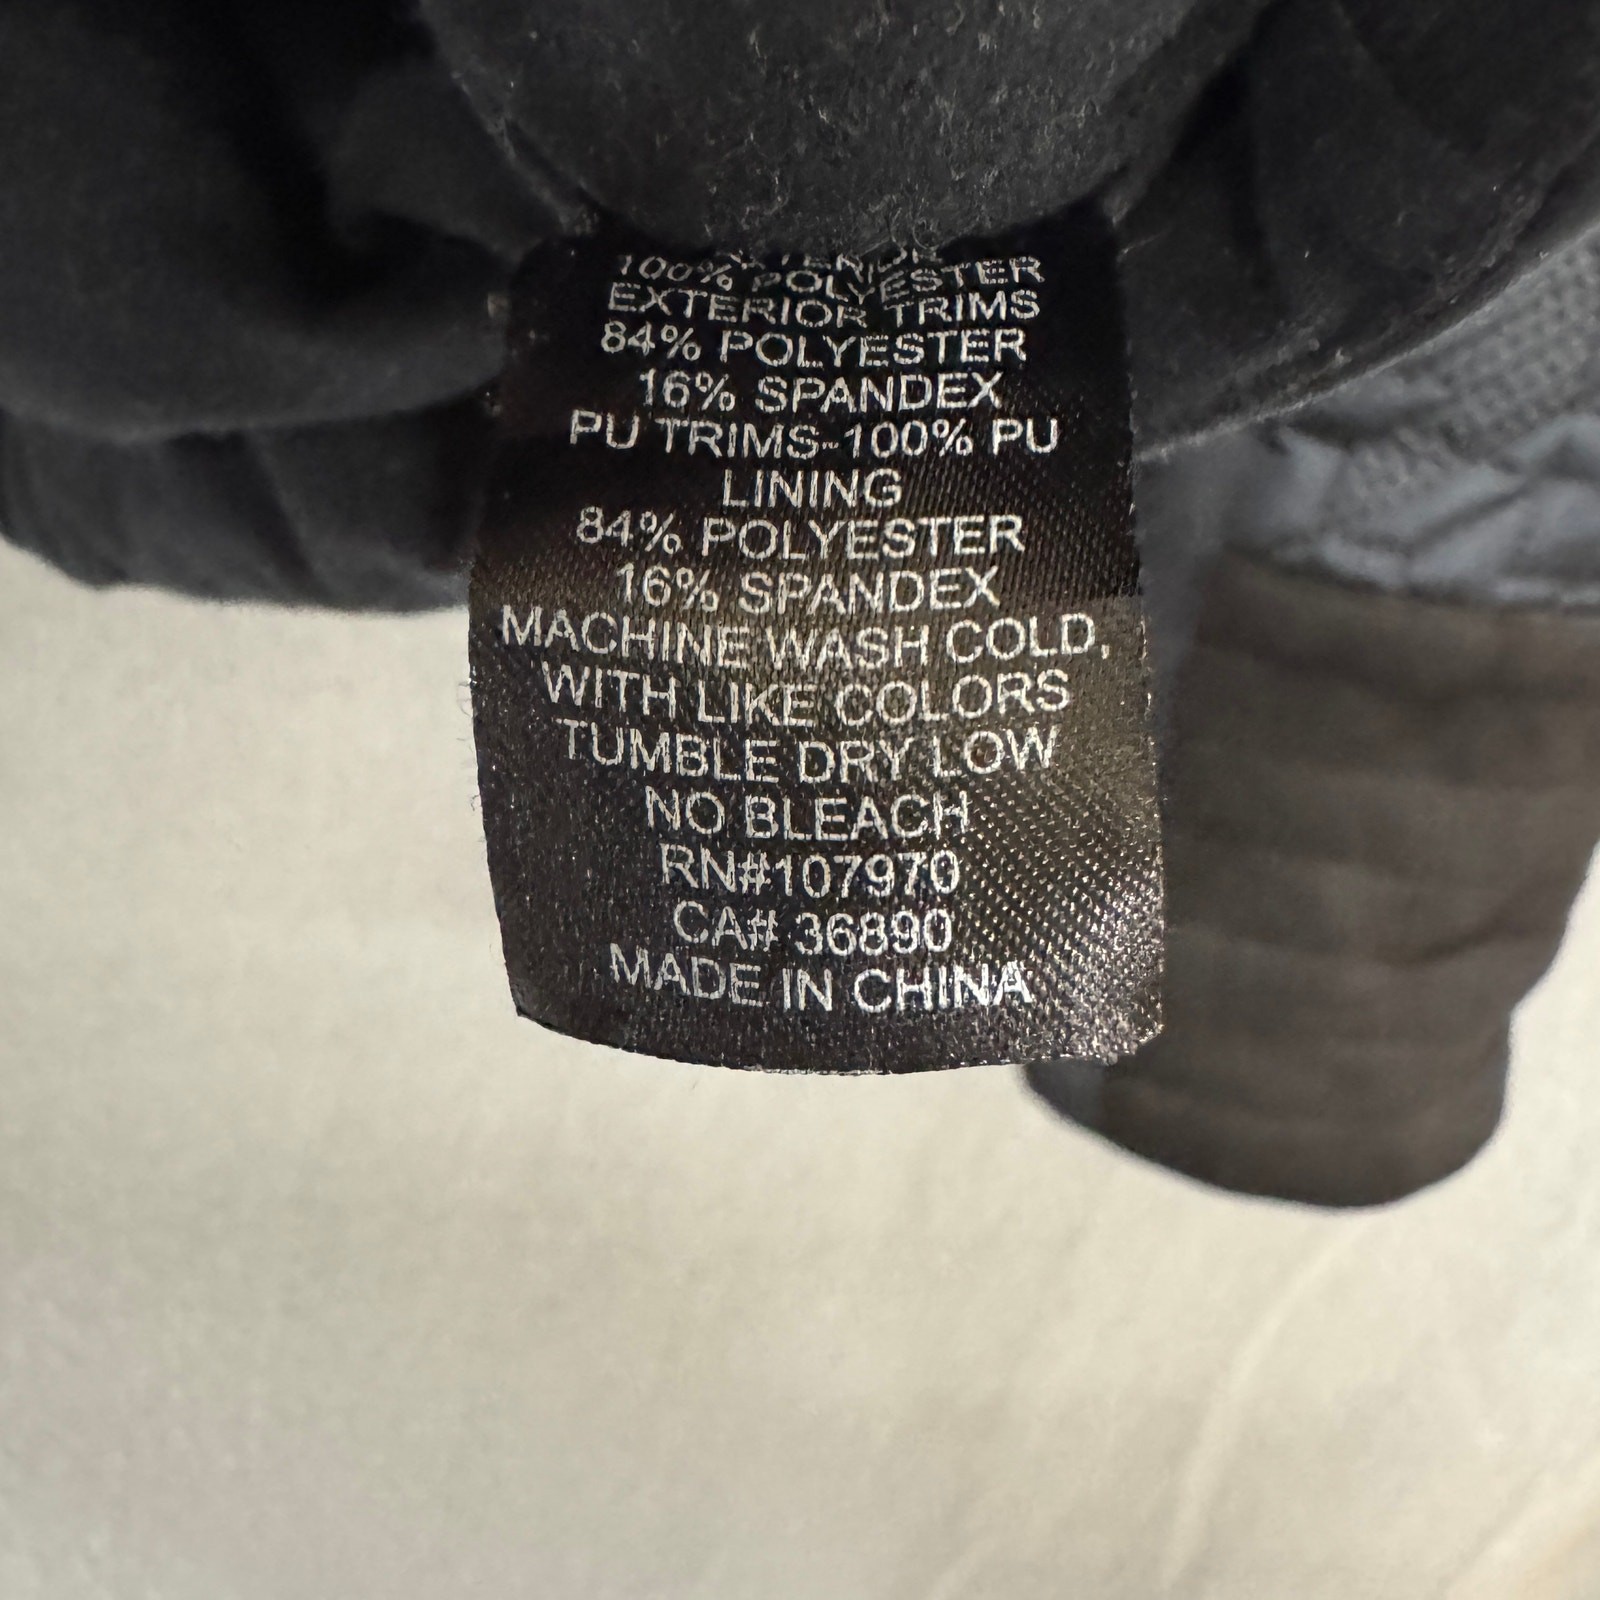 EXTERIOR
100% POLYESTER
EXTERIOR TRIMS
84% POLYESTER
16% SPANDEX
PU TRIMS-100% PU
LINING
84% POLYESTER
16% SPANDEX
MACHINE WASH COLD,
WITH LIKE COLORS
TUMBLE DRY LOW
NO BLEACH
RN#107970
CA# 36890
MADE IN CHINA